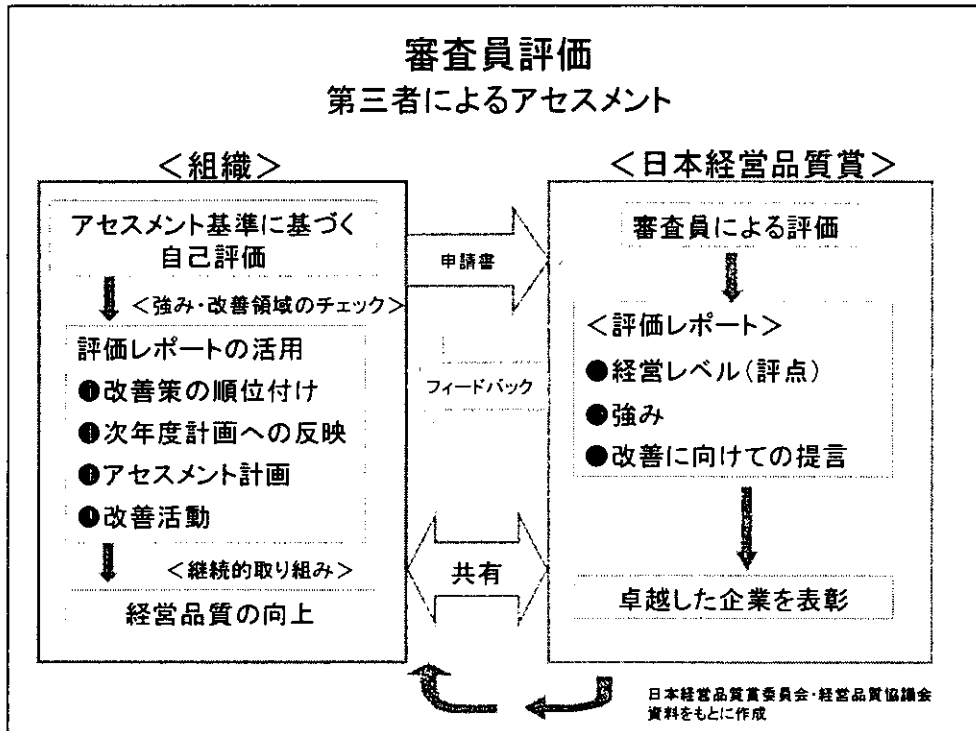 審査員評価
第三者によるアセスメント
＜組織＞
アセスメント基準に基づく
自己評価
＜強み・改善領域のチェック＞
評価レポートの活用
❶改善策の順位付け
❶次年度計画への反映
❶アセスメント計画
❶改善活動
＜継続的取り組み＞
経営品質の向上
申請書
フィードバック
共有
＜日本経営品質賞＞
審査員による評価
＜評価レポート＞
●経営レベル（評点）
●強み
●改善に向けての提言
卓越した企業を表彰
日本経営品質賞委員会・経営品質協議会
資料をもとに作成